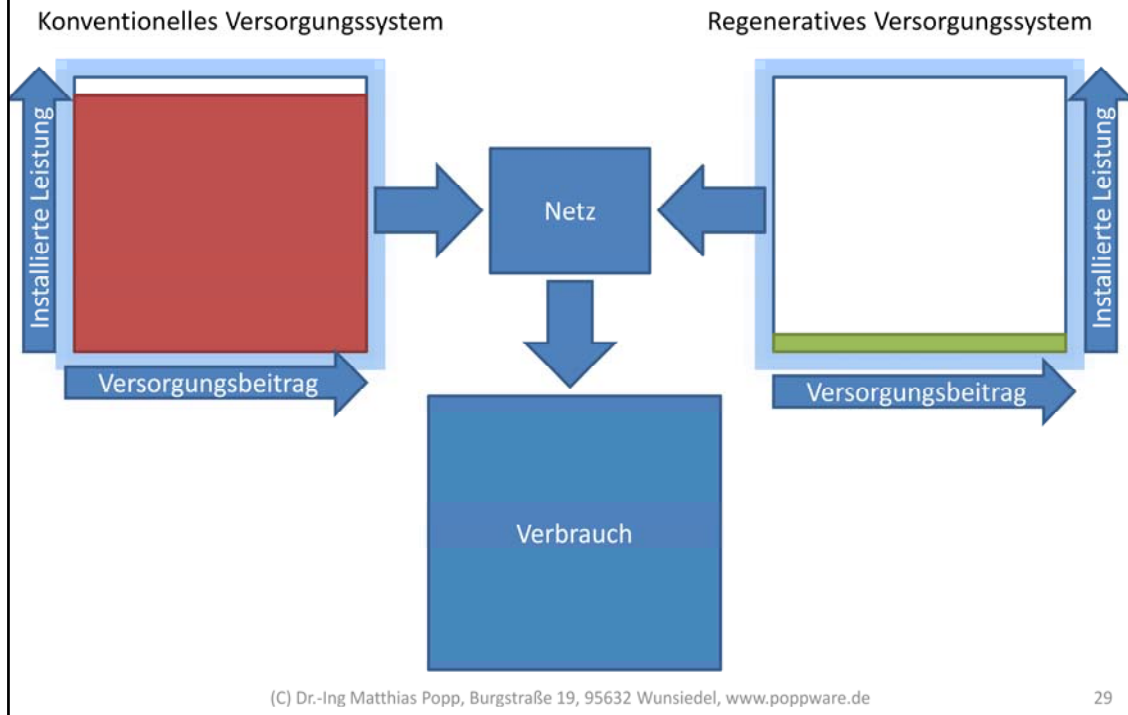 Konventionelles Versorgungssystem
Regeneratives Versorgungssystem
Installierte Leistung
Netz
Installierte Leistung
Versorgungsbeitrag
Versorgungsbeitrag
Verbrauch
(C) Dr.-Ing Matthias Popp, Burgstraße 19, 95632 Wunsiedel, www.poppware.de
29